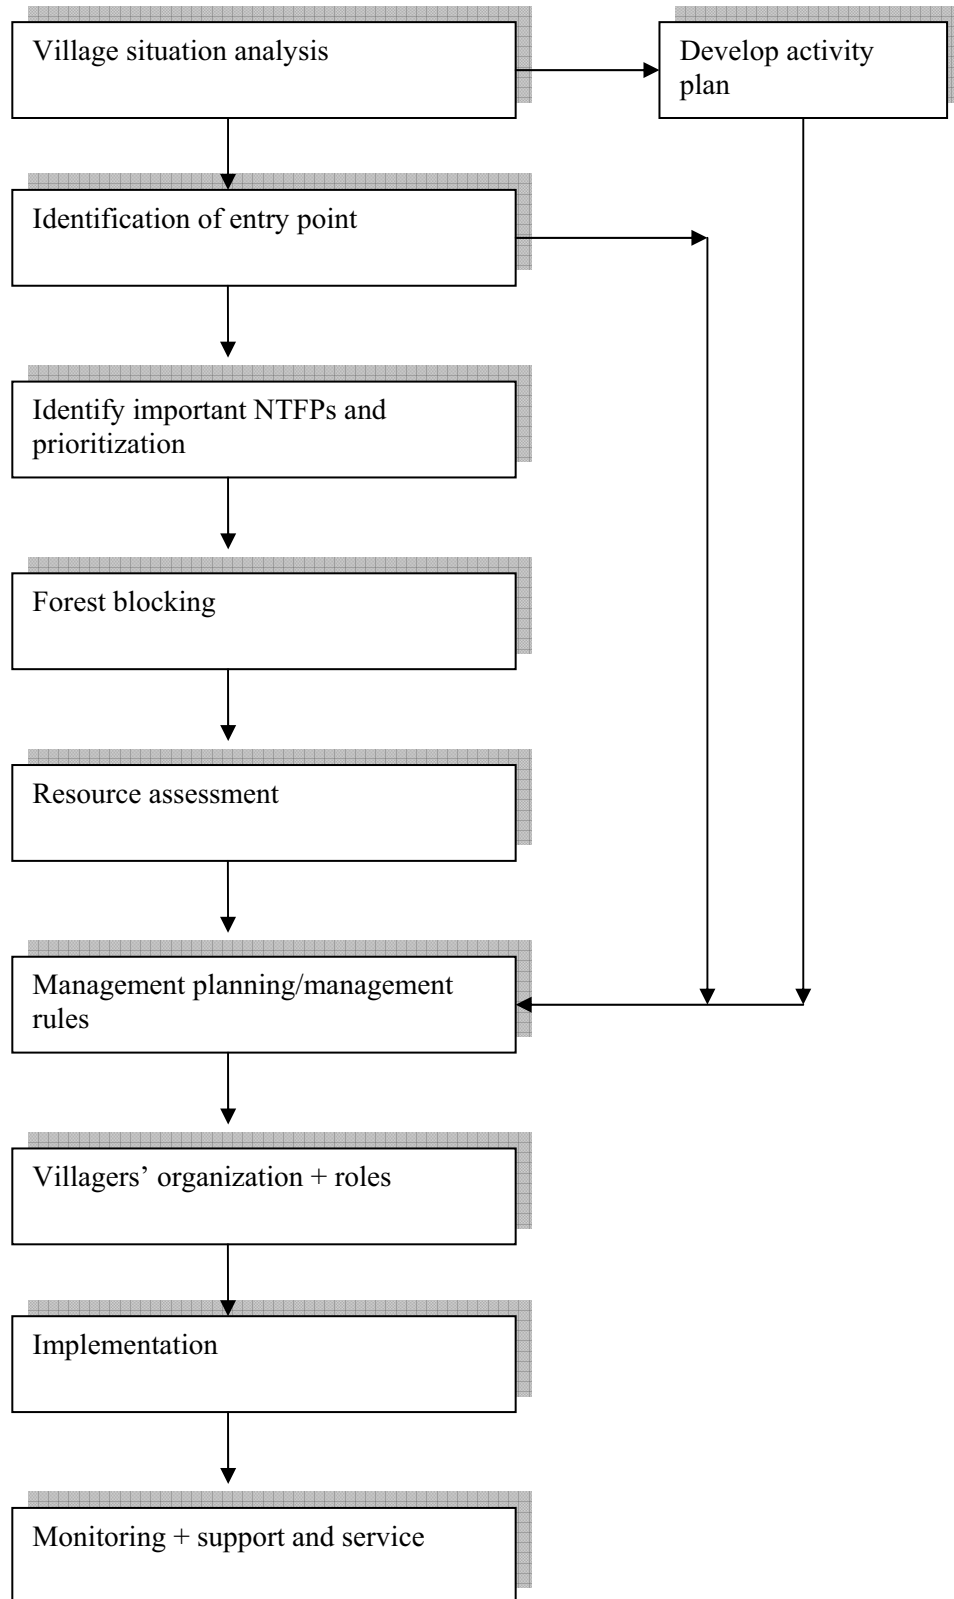 Village situation analysis
Develop activity
plan
Identification of entry point
Identify important NTFPs and
prioritization
Forest blocking
Resource assessment
Management planning/management
rules
Villagers’ organization + roles
Implementation
Monitoring + support and service